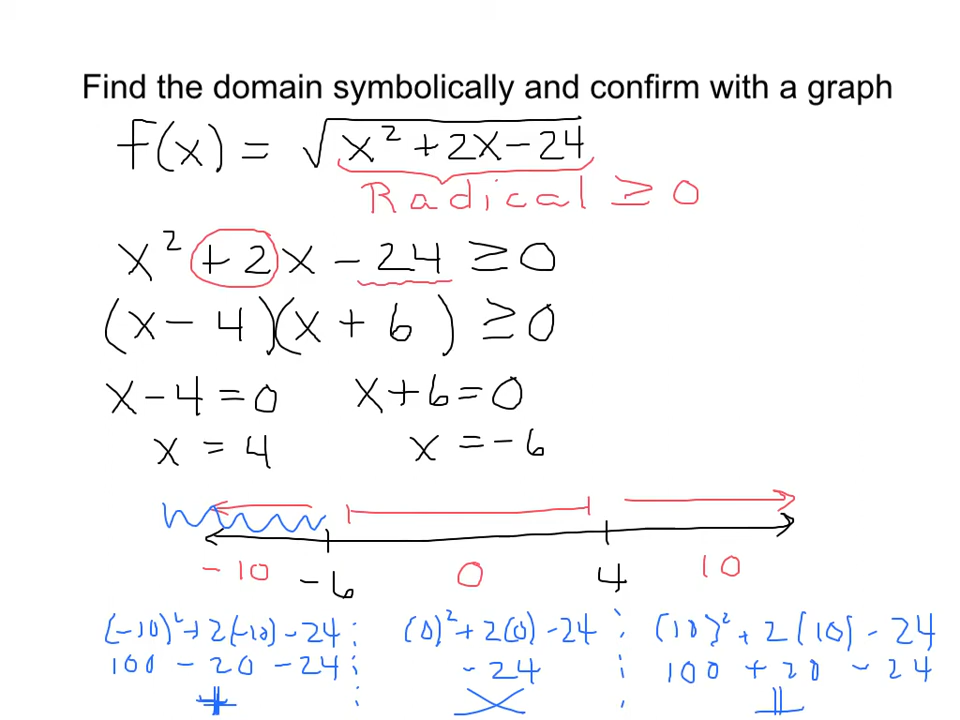 Find the domain symbolically and confirm with a graph
f(x) = √x² + 2x - 24
Radical ≥ 0
x² + 2x - 24 ≥ 0
(x - 4)(x + 6) ≥ 0
x - 4 = 0 x + 6 = 0
x = 4 x = -6
-10 -6 0 4 10
(-10)² + 2(-10) - 24 (0)² + 2(0) - 24 (10)² + 2(10) - 24
100 - 20 - 24 -24 100 + 20 - 24
+ X +